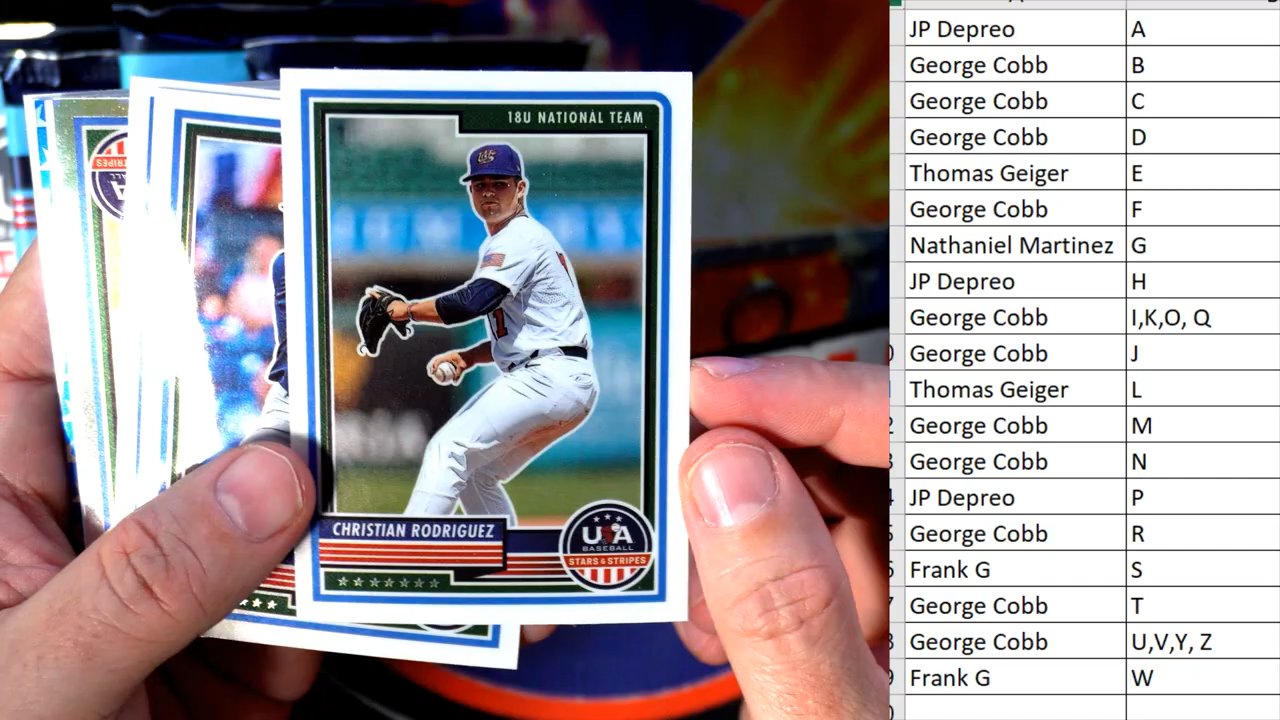 18U NATIONAL TEAM
CHRISTIAN RODRIGUEZ
USA
BASEBALL
STARS & STRIPES
JP Depreo A
George Cobb B
George Cobb C
George Cobb D
Thomas Geiger E
George Cobb F
Nathaniel Martinez G
JP Depreo H
George Cobb I,K,O, Q
George Cobb J
Thomas Geiger L
George Cobb M
George Cobb N
JP Depreo P
George Cobb R
Frank G S
George Cobb T
George Cobb U,V,Y, Z
Frank G W